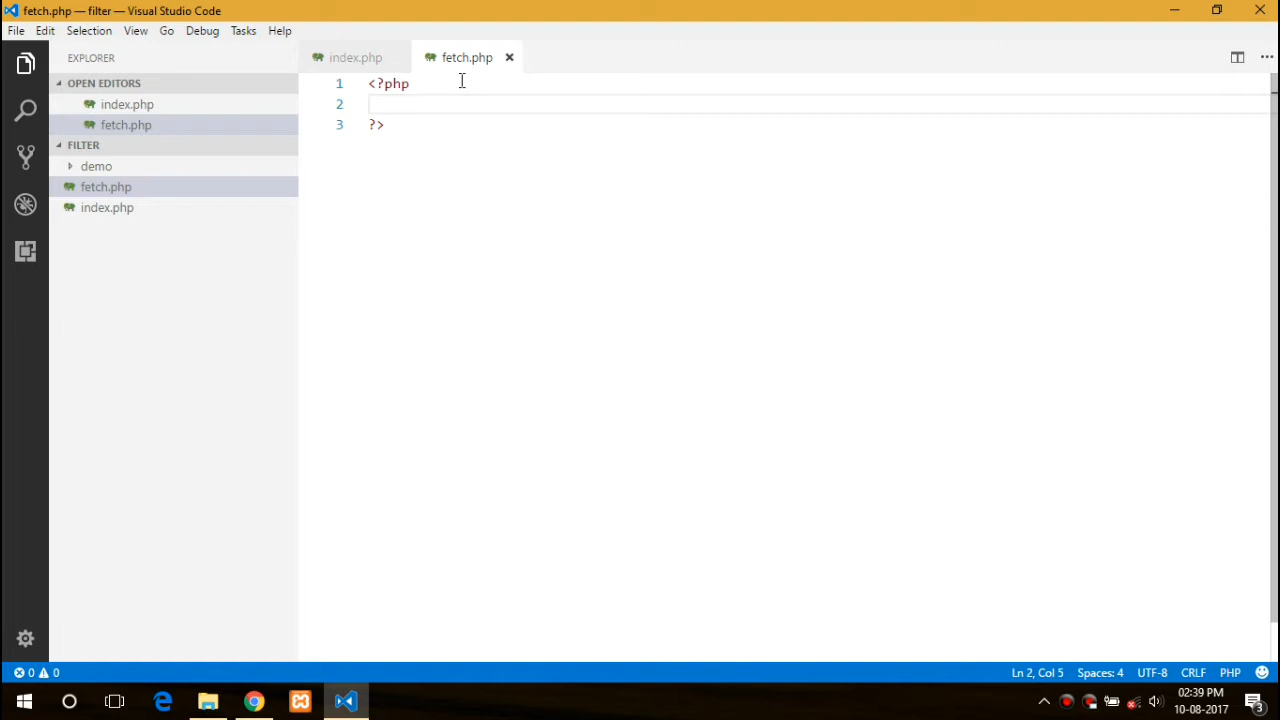 fetch.php — filter — Visual Studio Code
File Edit Selection View Go Debug Tasks Help
EXPLORER
OPEN EDITORS
index.php
fetch.php
FILTER
demo
fetch.php
index.php
index.php fetch.php
1 <?php
2
3 ?>
0 0 Ln 2, Col 5 Spaces: 4 UTF-8 CRLF PHP
02:39 PM
10-08-2017
3